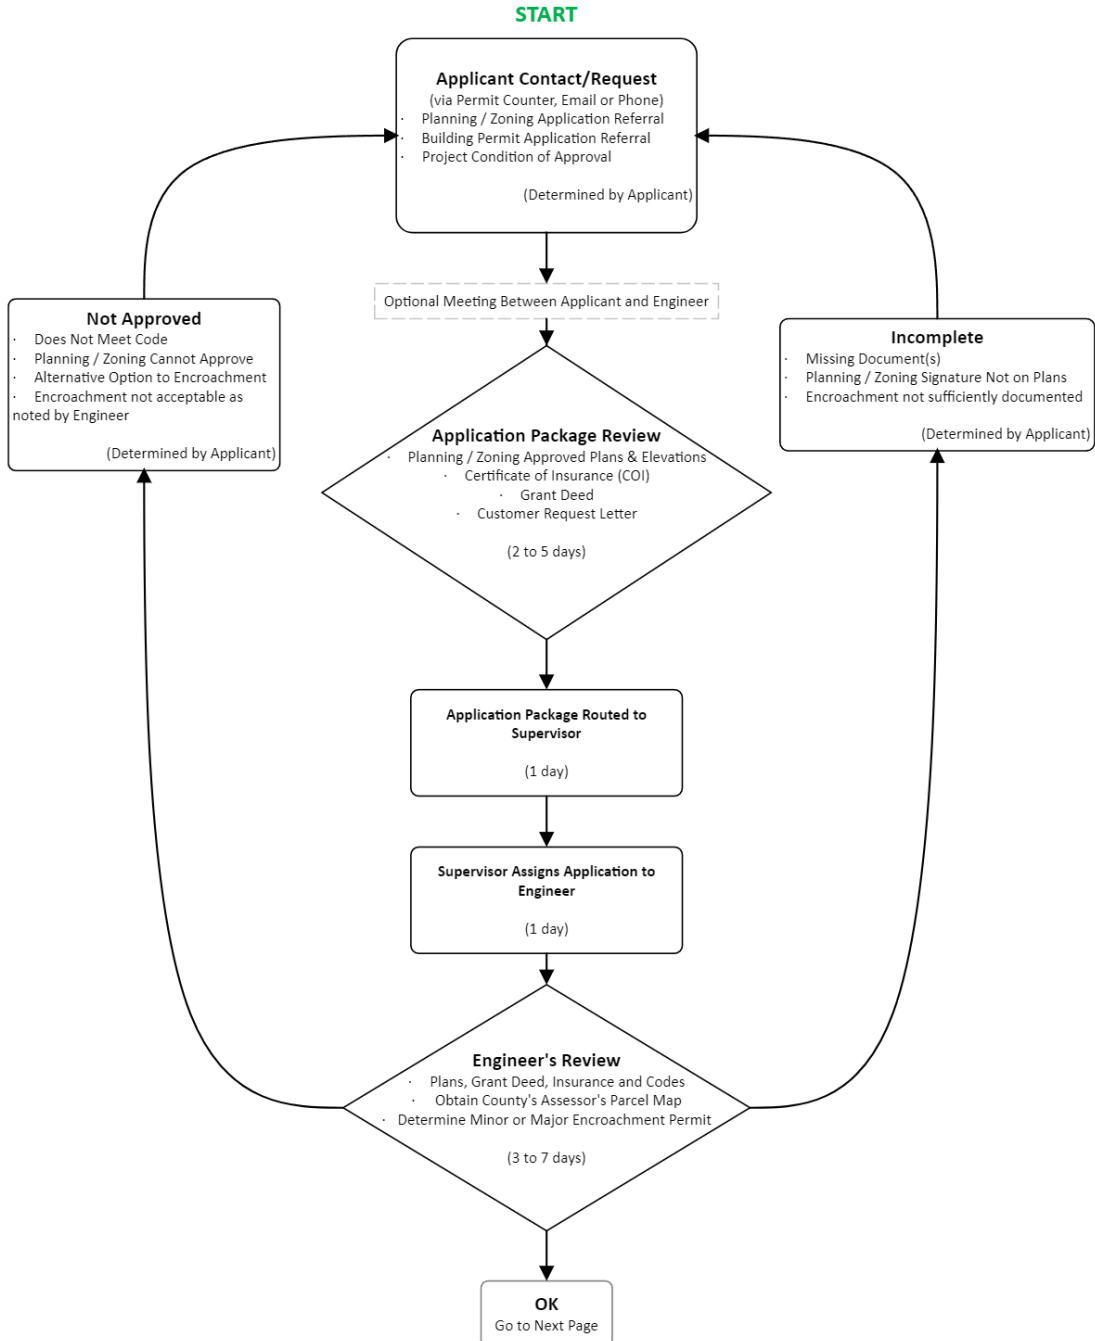 START
Applicant Contact/Request
(via Permit Counter, Email or Phone)
· Planning / Zoning Application Referral
· Building Permit Application Referral
· Project Condition of Approval
(Determined by Applicant)
Optional Meeting Between Applicant and Engineer
Not Approved
· Does Not Meet Code
· Planning / Zoning Cannot Approve
· Alternative Option to Encroachment
· Encroachment not acceptable as
noted by Engineer
(Determined by Applicant)
Incomplete
· Missing Document(s)
· Planning / Zoning Signature Not on Plans
· Encroachment not sufficiently documented
(Determined by Applicant)
Application Package Review
· Planning / Zoning Approved Plans & Elevations
· Certificate of Insurance (COI)
· Grant Deed
· Customer Request Letter
(2 to 5 days)
Application Package Routed to
Supervisor
(1 day)
Supervisor Assigns Application to
Engineer
(1 day)
Engineer's Review
· Plans, Grant Deed, Insurance and Codes
· Obtain County's Assessor's Parcel Map
· Determine Minor or Major Encroachment Permit
(3 to 7 days)
OK
Go to Next Page